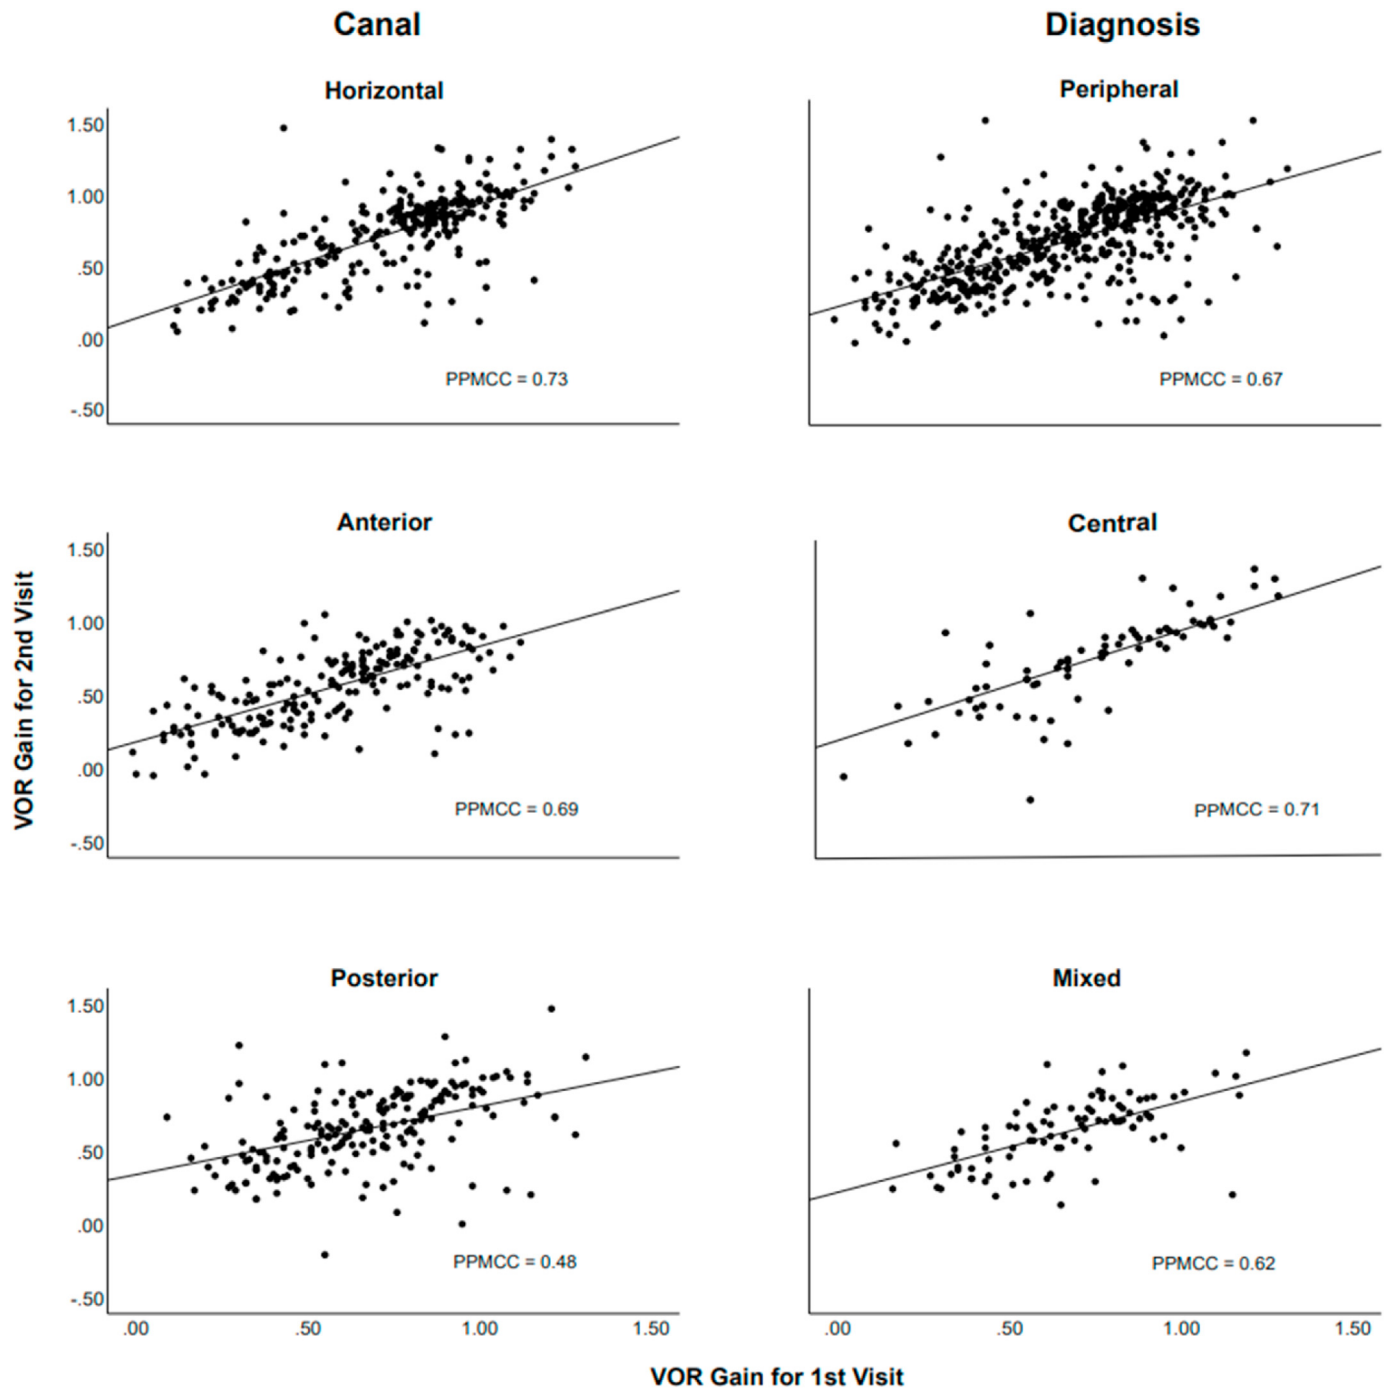 Canal
Diagnosis
Horizontal
Peripheral
1.50
1.00
.50
.00
-.50
PPMCC = 0.73
PPMCC = 0.67
Anterior
Central
1.50
1.00
.50
.00
-.50
PPMCC = 0.69
PPMCC = 0.71
VOR Gain for 2nd Visit
Posterior
Mixed
1.50
1.00
.50
.00
-.50
PPMCC = 0.48
PPMCC = 0.62
.00 .50 1.00 1.50
.00 .50 1.00 1.50
VOR Gain for 1st Visit